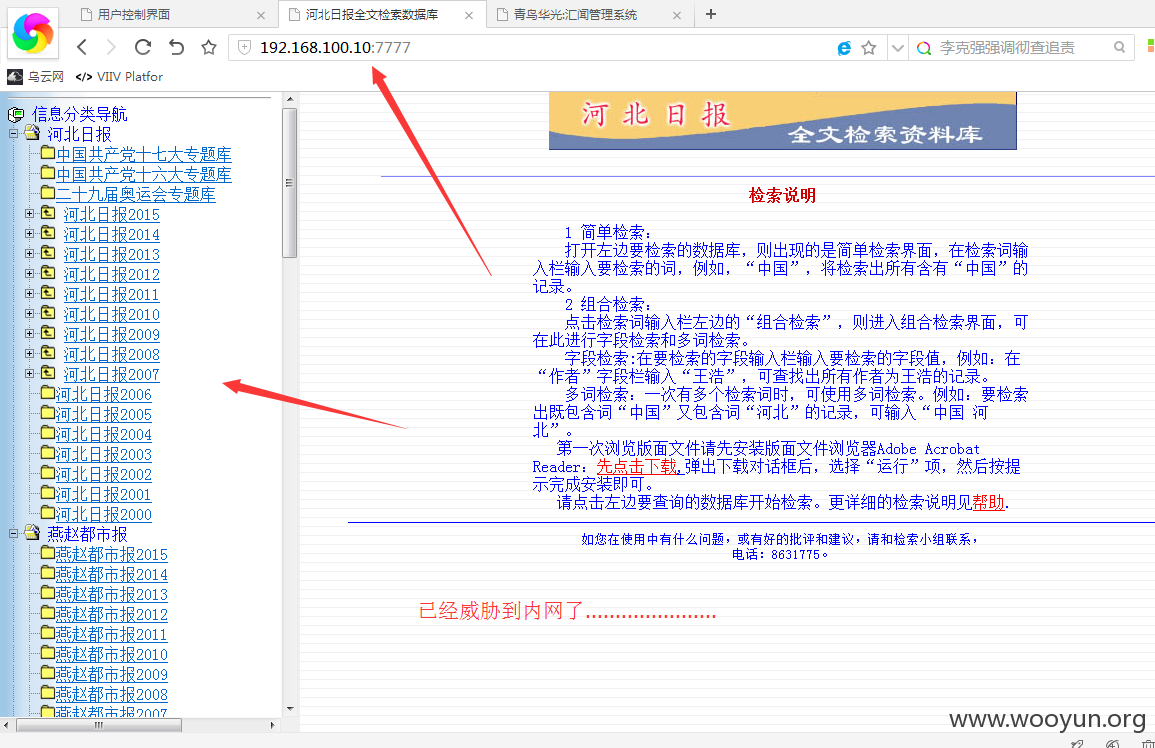 用户控制界面
河北日报全文检索数据库
青鸟华光:汇闻管理系统
192.168.100.10:7777
李克强强调彻查追责
乌云网
</> VIIV Platfor
信息分类导航
河北日报
中国共产党十七大专题库
中国共产党十六大专题库
二十九届奥运会专题库
河北日报2015
河北日报2014
河北日报2013
河北日报2012
河北日报2011
河北日报2010
河北日报2009
河北日报2008
河北日报2007
河北日报2006
河北日报2005
河北日报2004
河北日报2003
河北日报2002
河北日报2001
河北日报2000
燕赵都市报
燕赵都市报2015
燕赵都市报2014
燕赵都市报2013
燕赵都市报2012
燕赵都市报2011
燕赵都市报2010
燕赵都市报2009
燕赵都市报2008
燕赵都市报2007
河北日报
全文检索资料库
检索说明
1 简单检索：
打开左边要检索的数据库，则出现的是简单检索界面，在检索词输
入栏输入要检索的词，例如，“中国”，将检索出所有含有“中国”的
记录。
2 组合检索：
点击检索词输入栏左边的“组合检索”，则进入组合检索界面，可
在此进行字段检索和多词检索。
字段检索:在要检索的字段输入栏输入要检索的字段值，例如：在
“作者”字段栏输入“王浩”，可查找出所有作者为王浩的记录。
多词检索：一次有多个检索词时，可使用多词检索。例如：要检索
出既包含词“中国”又包含词“河北”的记录，可输入“中国 河
北”。
第一次浏览版面文件请先安装版面文件浏览器Adobe Acrobat
Reader：先点击下载,弹出下载对话框后，选择“运行”项，然后按提
示完成安装即可。
请点击左边要查询的数据库开始检索。更详细的检索说明见帮助.
如您在使用中有什么问题，或有好的批评和建议，请和检索小组联系，
电话：8631775。
已经威胁到内网了......................
www.wooyun.org